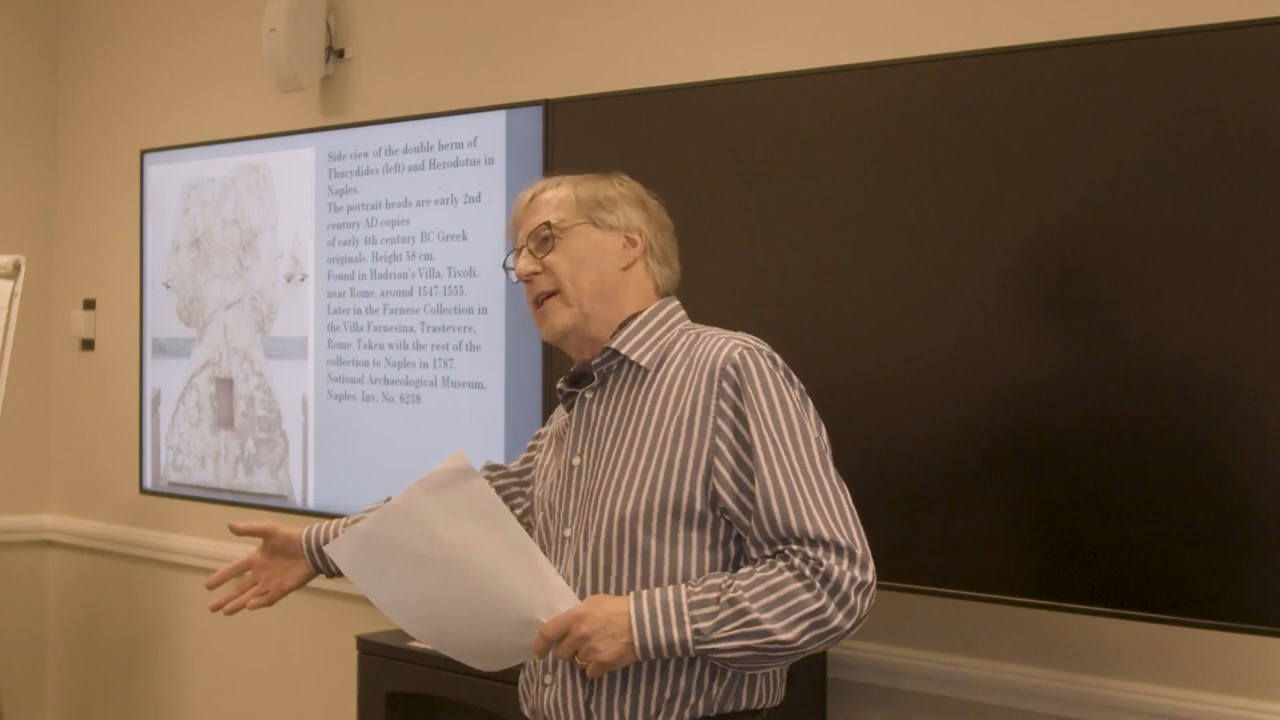 Side view of the double herm of
Thucydides (left) and Herodotus in
Naples.
The portrait heads are early 2nd
century AD copies
of early 4th century BC Greek
originals. Height 58 cm.
Found in Hadrian's Villa, Tivoli,
near Rome, around 1547-1555.
Later in the Farnese Collection in
the Villa Farnesina, Trastevere,
Rome. Taken with the rest of the
collection to Naples in 1787.
National Archaeological Museum,
Naples. Inv. No. 6239.